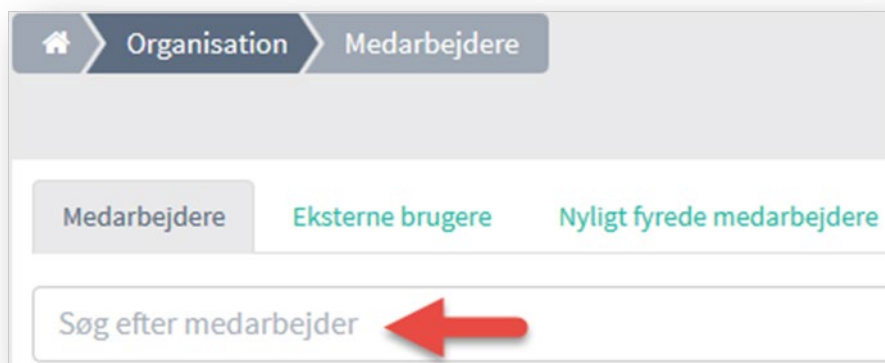 Organisation Medarbejdere
Medarbejdere Eksterne brugere Nyligt fyrede medarbejdere
Søg efter medarbejder